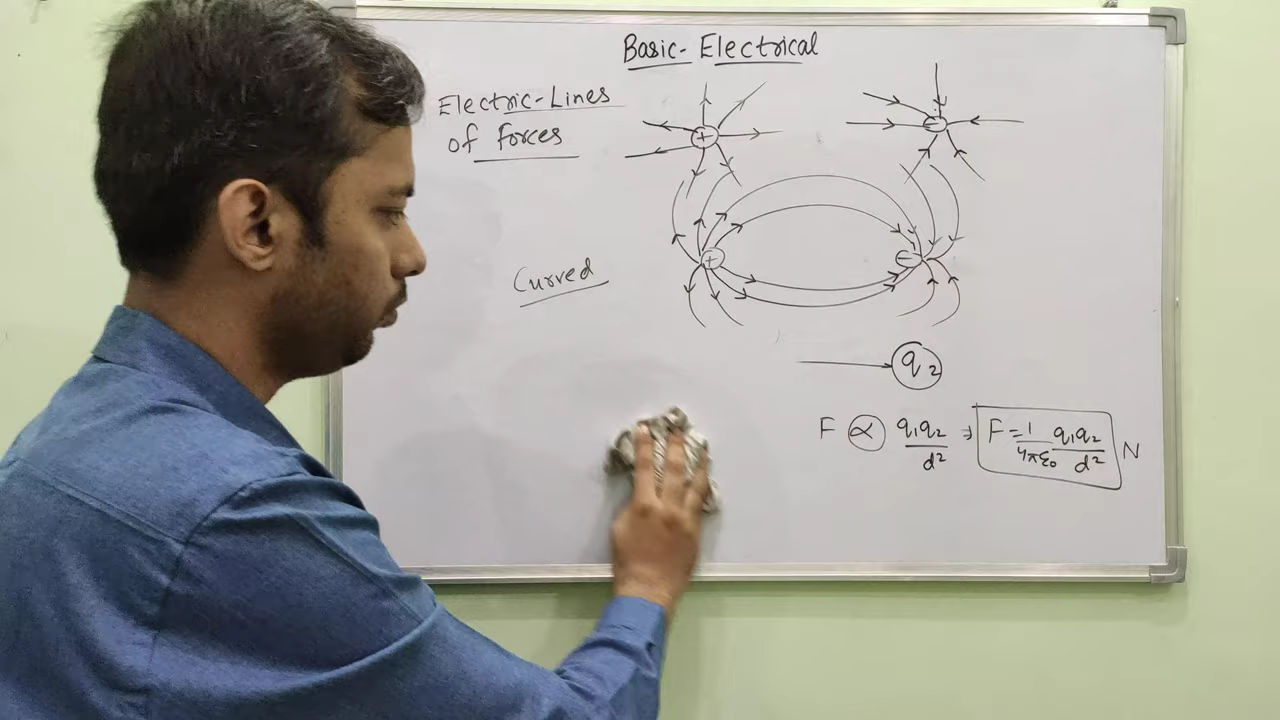 Basic-Electrical
Electric-Lines
of forces
+
−
+
−
Curved
q₂
F ∝ q₁q₂/d² ⇒ F = 1/4πε₀ q₁q₂/d² N